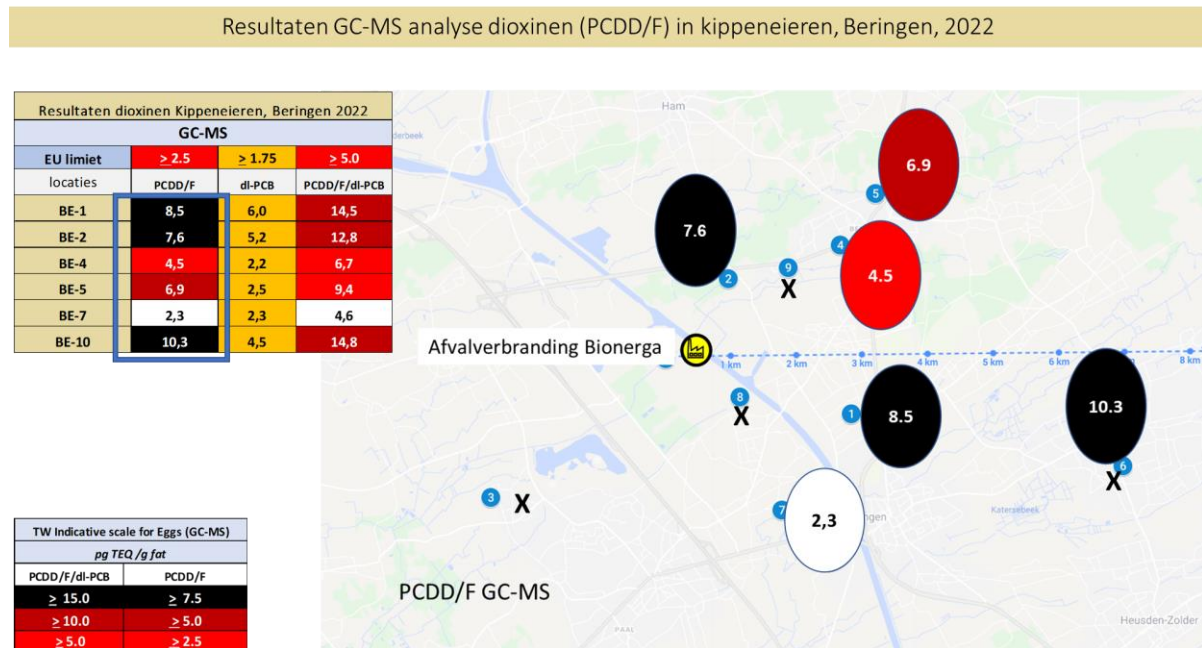 Resultaten GC-MS analyse dioxinen (PCDD/F) in kippeneieren, Beringen, 2022
Resultaten dioxinen Kippeneieren, Beringen 2022
GC-MS
EU limiet ≥ 2.5 ≥ 1.75 ≥ 5.0
locaties PCDD/F dl-PCB PCDD/F/dl-PCB
BE-1 8,5 6,0 14,5
BE-2 7,6 5,2 12,8
BE-4 4,5 2,2 6,7
BE-5 6,9 2,5 9,4
BE-7 2,3 2,3 4,6
BE-10 10,3 4,5 14,8
Ham
6.9
5
7.6
4
9
2
X
4.5
Afvalverbranding Bionerga
1 km 2 km 3 km 4 km 5 km 6 km 8 km
8
X
1
8.5
10.3
6
X
3
X
7
2,3
Katersebeek
PCDD/F GC-MS
PAAL
Heusden-Zolder
TW Indicative scale for Eggs (GC-MS)
pg TEQ /g fat
PCDD/F/dl-PCB PCDD/F
≥ 15.0 ≥ 7.5
≥ 10.0 ≥ 5.0
≥ 5.0 ≥ 2.5